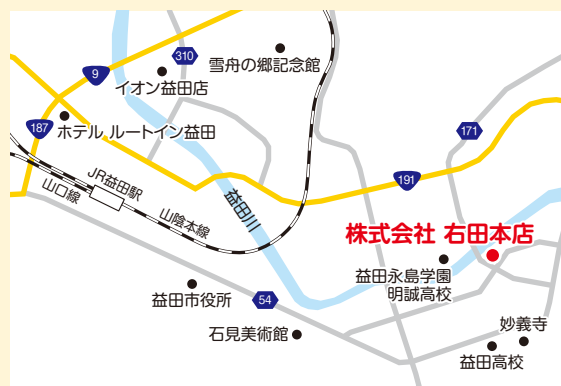 310
雪舟の郷記念館
9
イオン益田店
187
ホテル ルートイン益田
171
191
JR益田駅
山口線
山陰本線
益田川
株式会社 右田本店
益田永島学園
明誠高校
益田市役所
54
石見美術館
妙義寺
益田高校